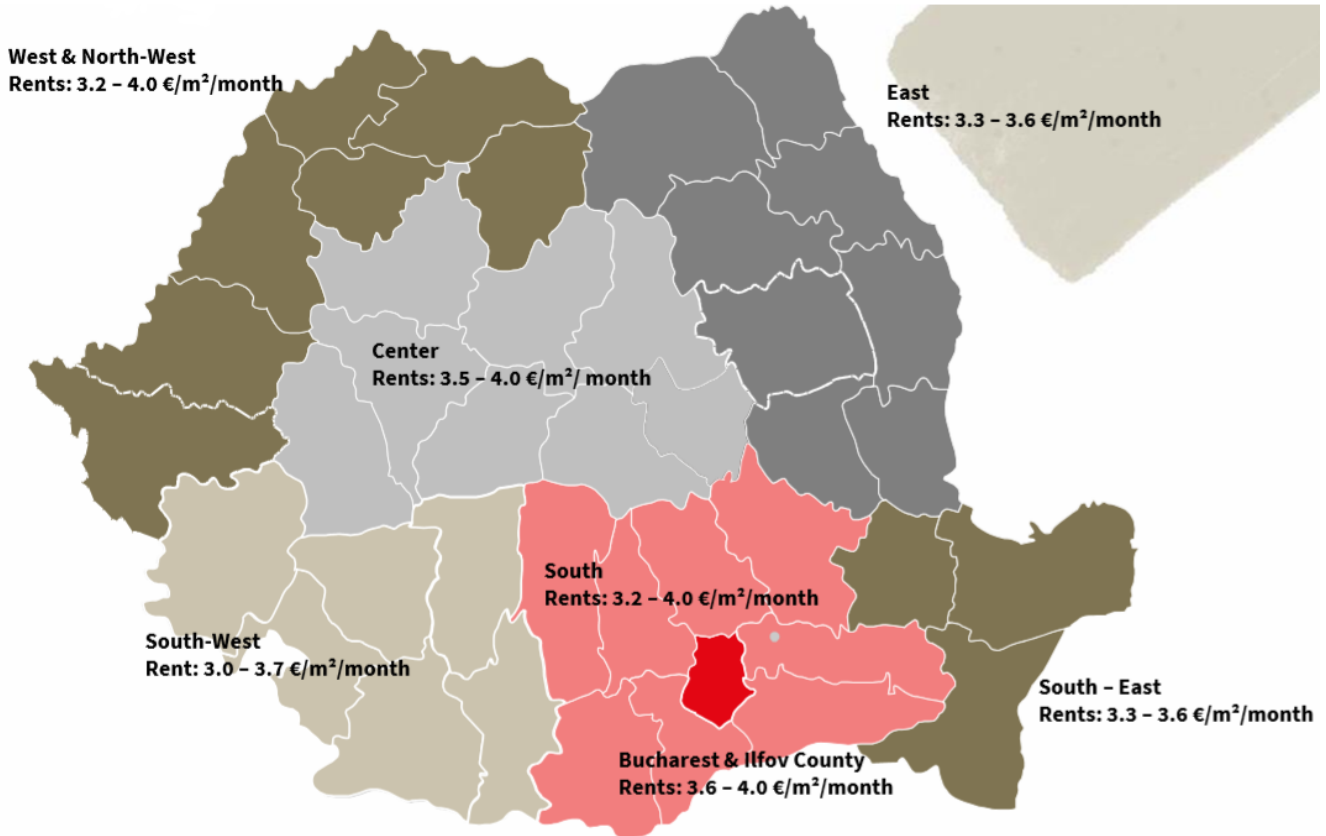 West & North-West
Rents: 3.2 – 4.0 €/m²/month
East
Rents: 3.3 – 3.6 €/m²/month
Center
Rents: 3.5 – 4.0 €/m²/ month
South
Rents: 3.2 – 4.0 €/m²/month
South-West
Rent: 3.0 – 3.7 €/m²/month
South – East
Rents: 3.3 – 3.6 €/m²/month
Bucharest & Ilfov County
Rents: 3.6 – 4.0 €/m²/month